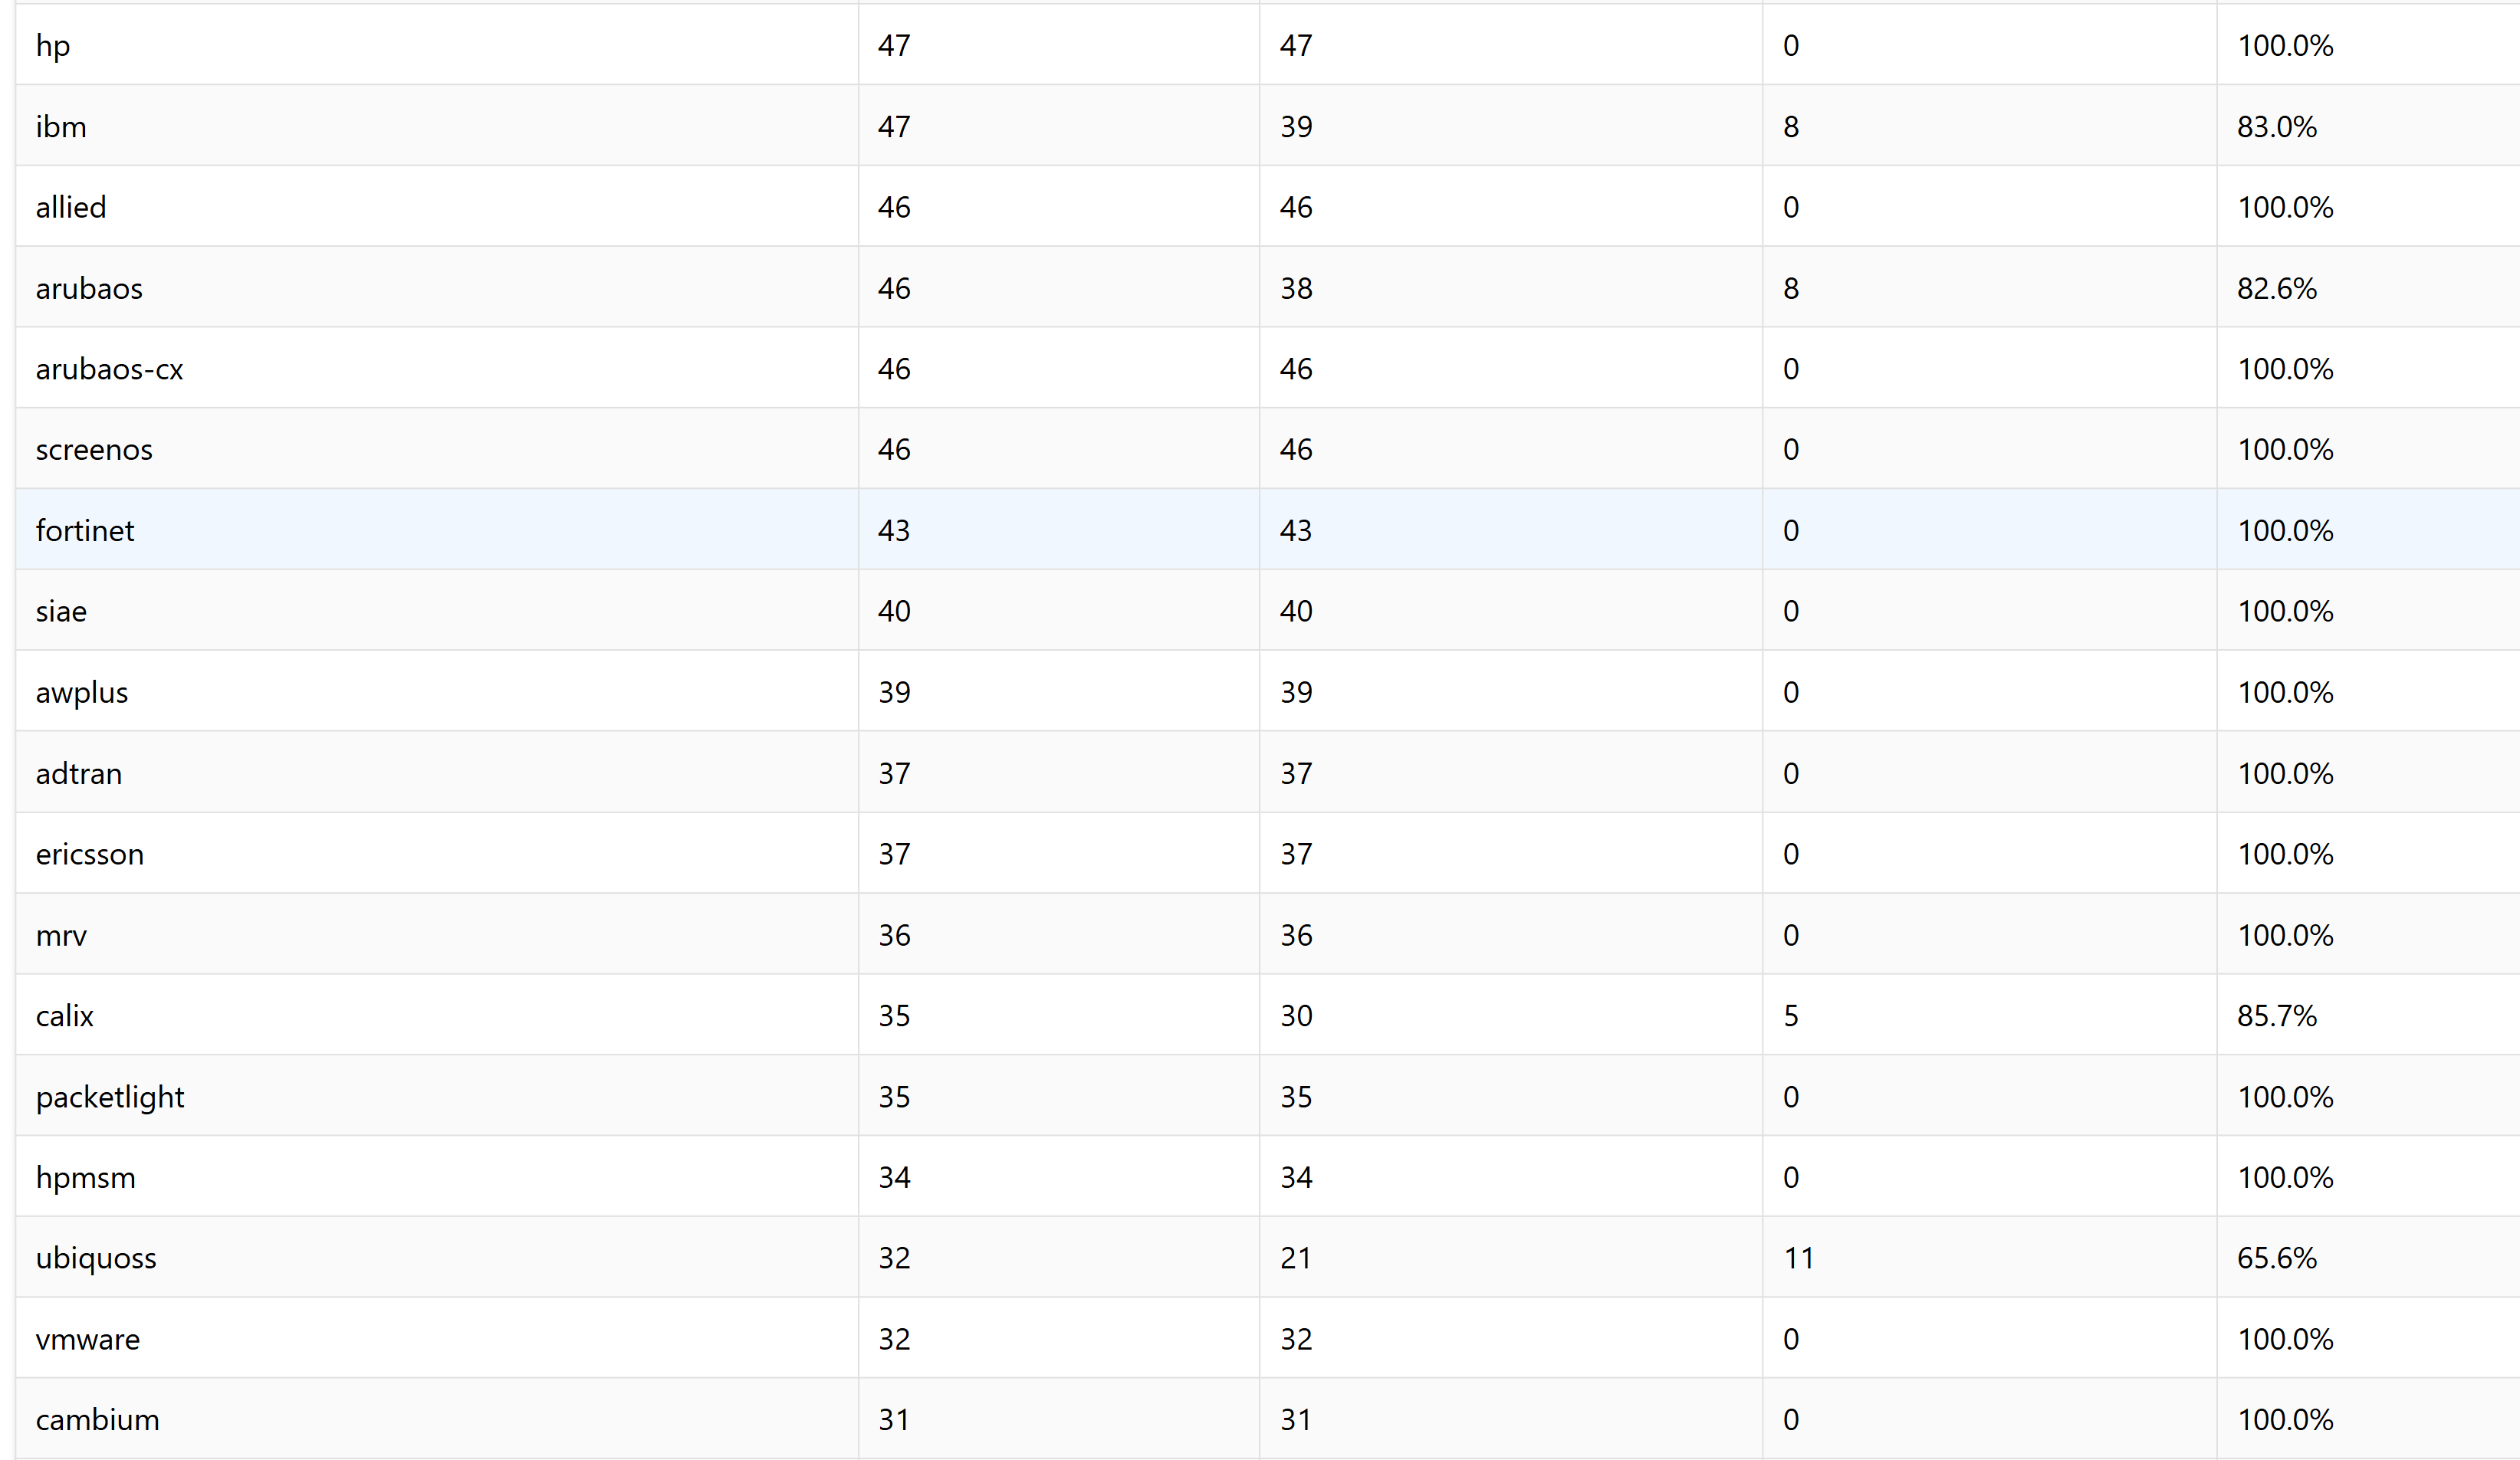 hp 47 47 0 100.0%
ibm 47 39 8 83.0%
allied 46 46 0 100.0%
arubaos 46 38 8 82.6%
arubaos-cx 46 46 0 100.0%
screenos 46 46 0 100.0%
fortinet 43 43 0 100.0%
siae 40 40 0 100.0%
awplus 39 39 0 100.0%
adtran 37 37 0 100.0%
ericsson 37 37 0 100.0%
mrv 36 36 0 100.0%
calix 35 30 5 85.7%
packetlight 35 35 0 100.0%
hpmsm 34 34 0 100.0%
ubiquoss 32 21 11 65.6%
vmware 32 32 0 100.0%
cambium 31 31 0 100.0%